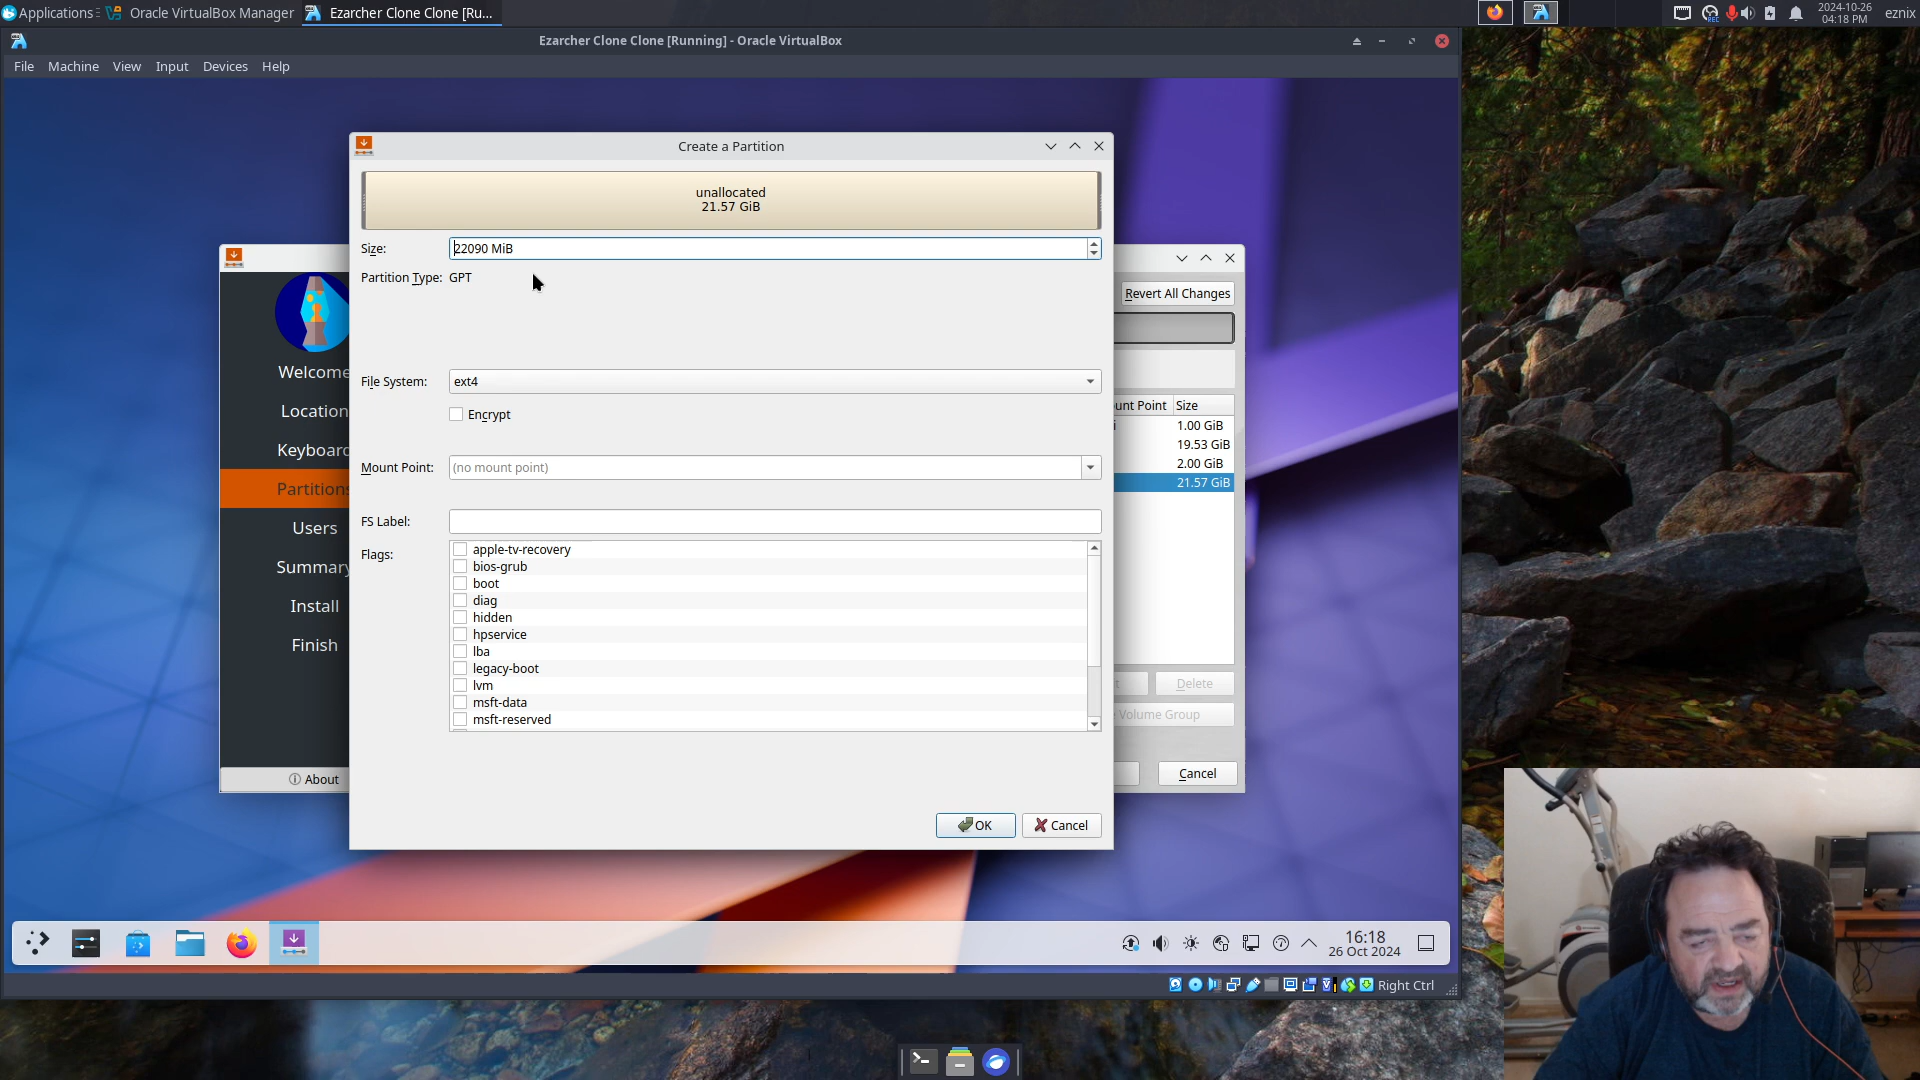 Applications
Oracle VirtualBox Manager
Ezarcher Clone Clone [Ru...
REC
2024-10-26
04:18 PM
eznix
Ezarcher Clone Clone [Running] - Oracle VirtualBox
File
Machine
View
Input
Devices
Help
Create a Partition
unallocated
21.57 GiB
Size:
22090 MiB
Partition Type:
GPT
Revert All Changes
File System:
ext4
Encrypt
Mount Point:
(no mount point)
FS Label:
Flags:
apple-tv-recovery
bios-grub
boot
diag
hidden
hpservice
lba
legacy-boot
lvm
msft-data
msft-reserved
OK
Cancel
Welcome
Location
Keyboard
Partitions
Users
Summary
Install
Finish
About
unt Point
Size
1.00 GiB
19.53 GiB
2.00 GiB
21.57 GiB
Delete
Volume Group
Cancel
16:18
26 Oct 2024
Right Ctrl